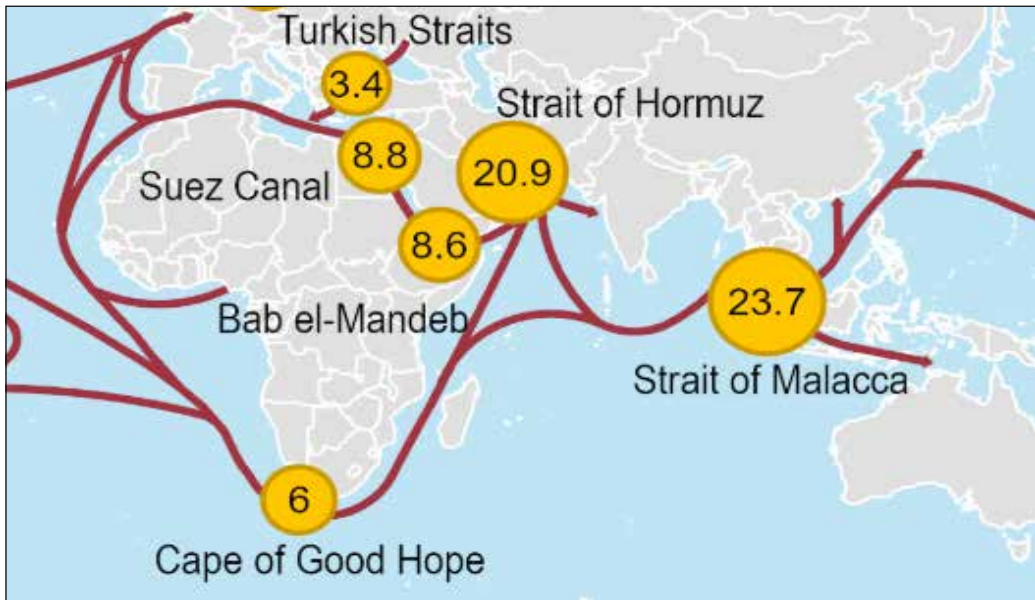 Turkish Straits
3.4
Strait of Hormuz
8.8
20.9
Suez Canal
8.6
Bab el-Mandeb
23.7
Strait of Malacca
6
Cape of Good Hope